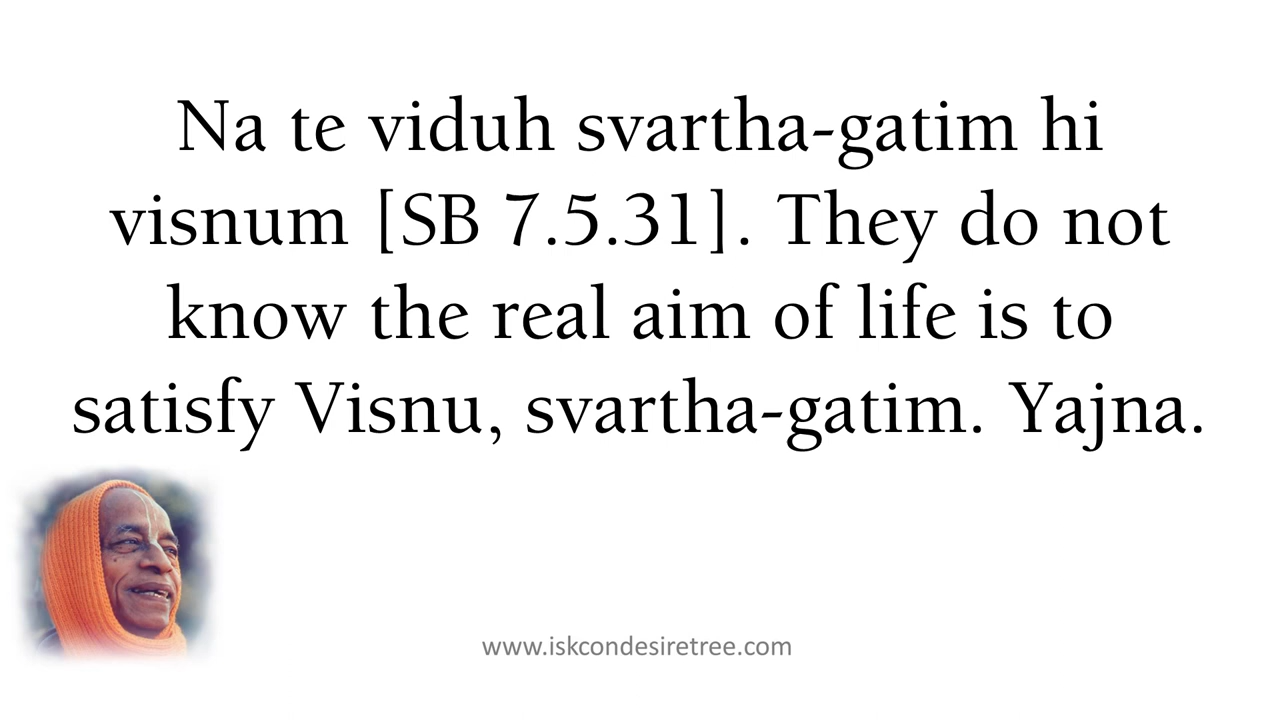 Na te viduh svartha-gatim hi
visnum [SB 7.5.31]. They do not
know the real aim of life is to
satisfy Visnu, svartha-gatim. Yajna.
www.iskcondesiretree.com